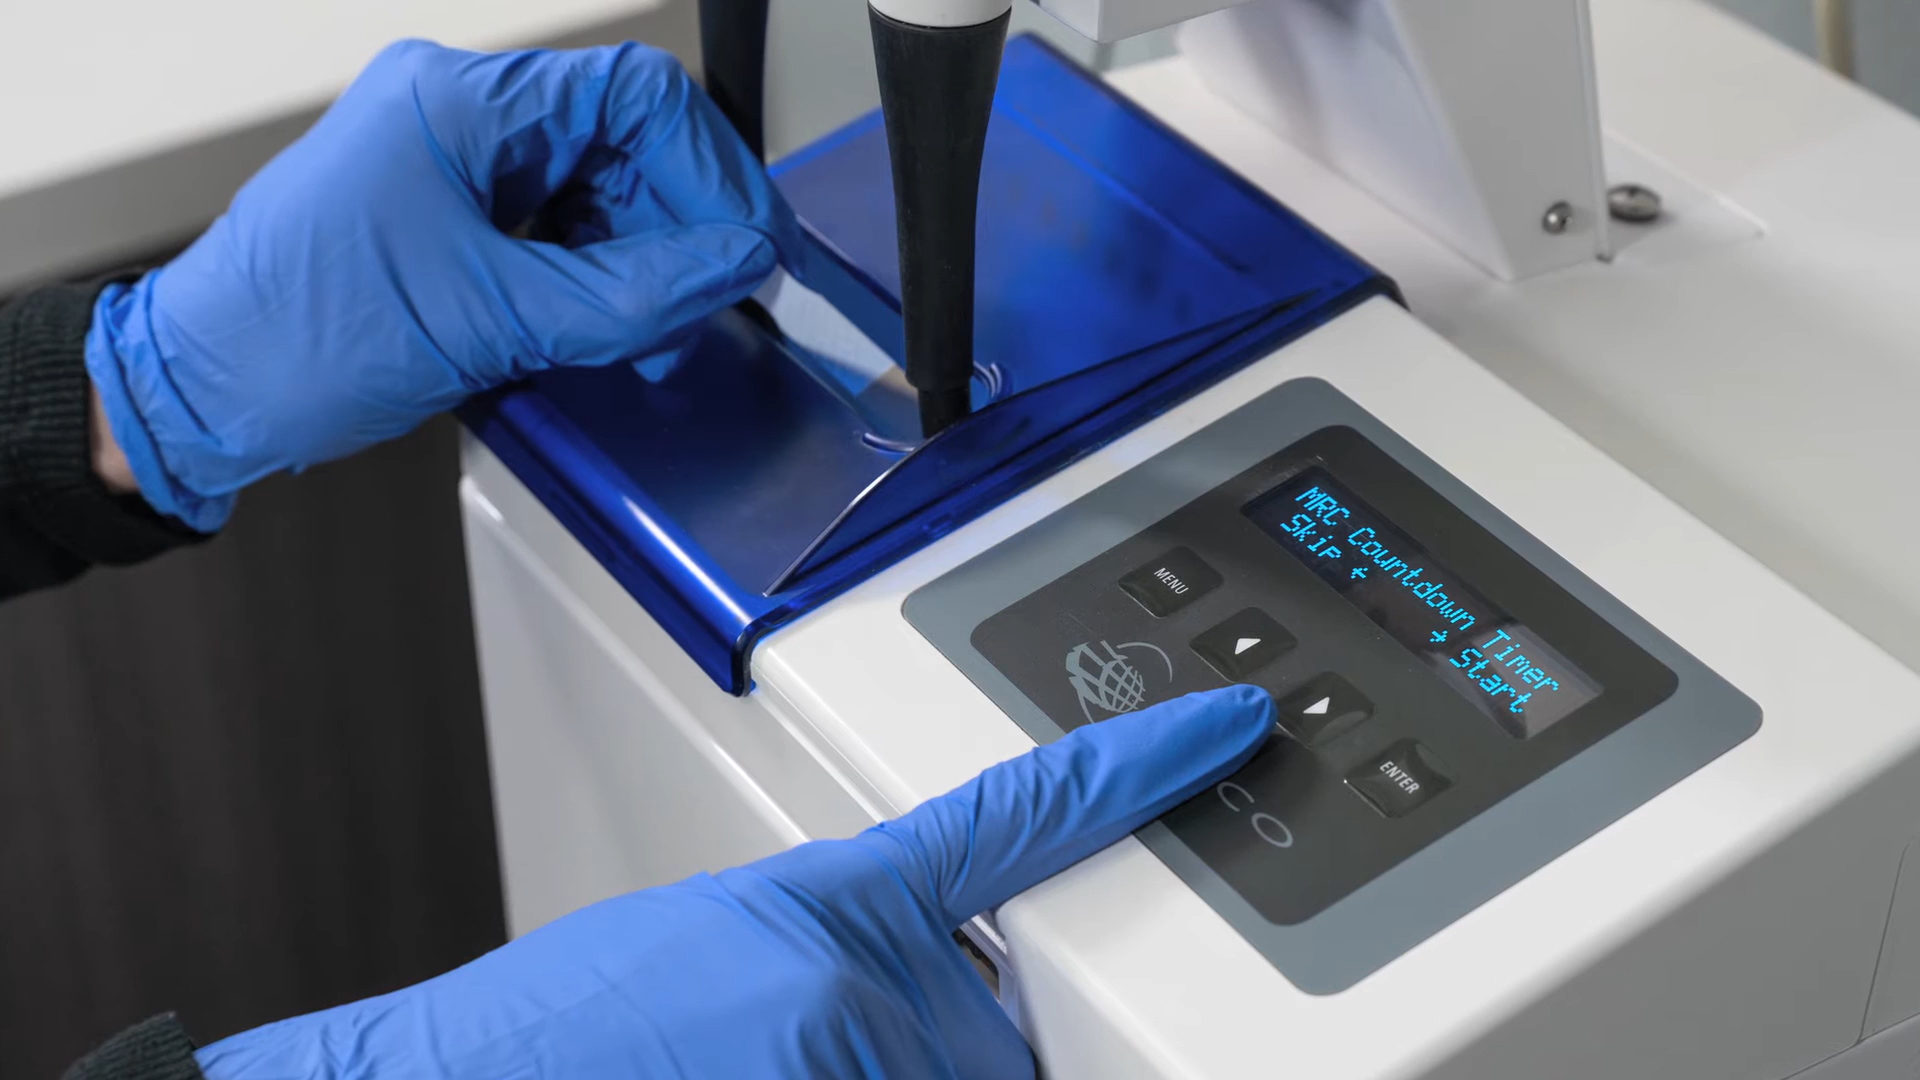 MRC Countdown Timer
Skip ← → Start
MENU
ENTER
CO